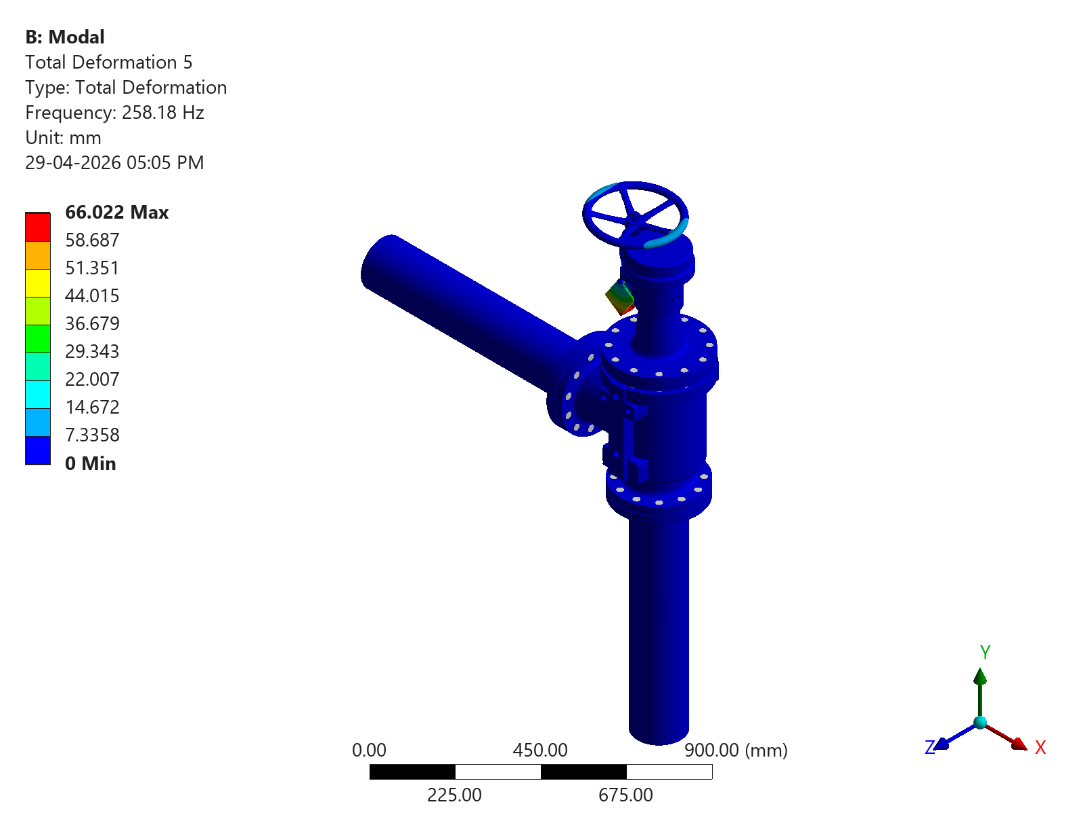 B: Modal
Total Deformation 5
Type: Total Deformation
Frequency: 258.18 Hz
Unit: mm
29-04-2026 05:05 PM
66.022 Max
58.687
51.351
44.015
36.679
29.343
22.007
14.672
7.3358
0 Min
0.00 450.00 900.00 (mm)
225.00 675.00
Y
Z X